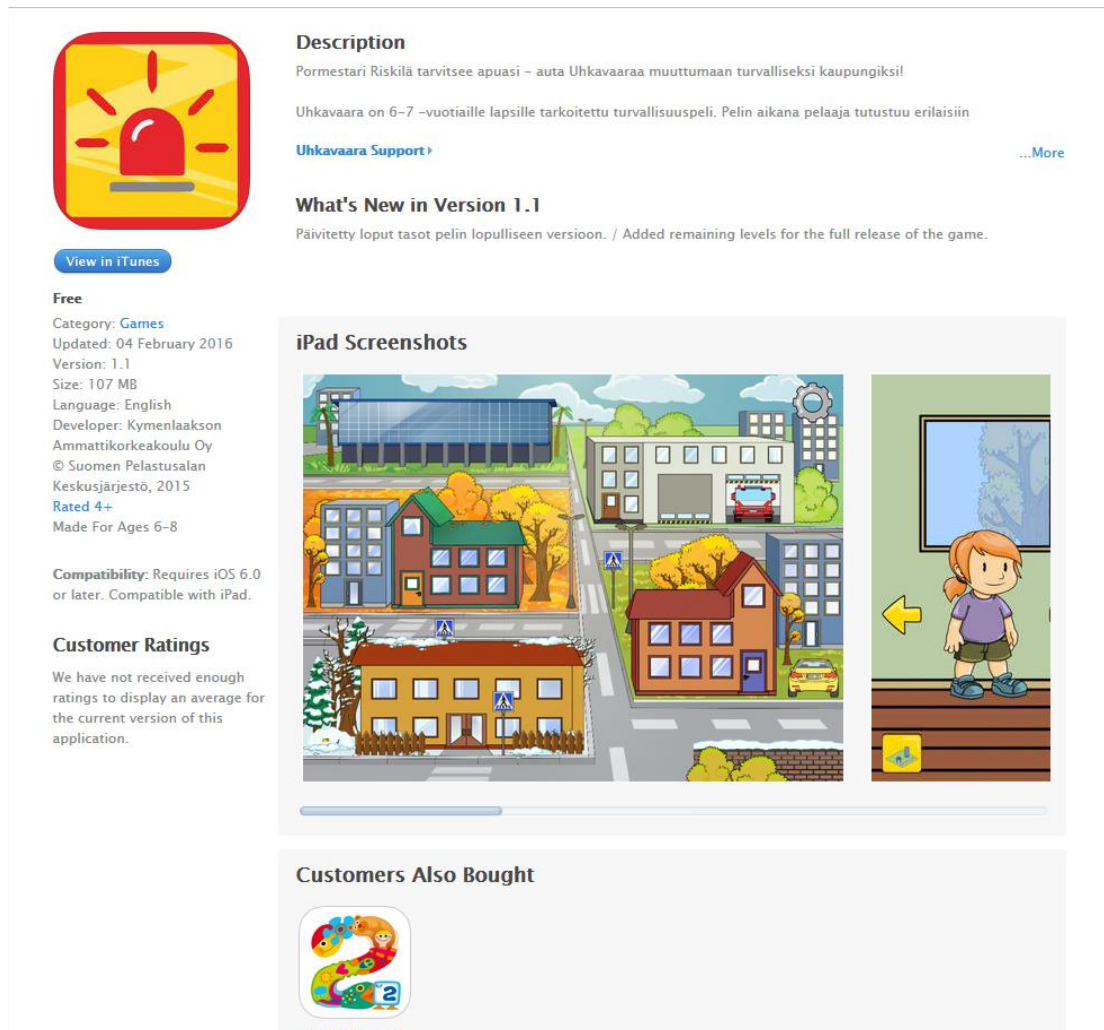 Description
Pormestari Riskilä tarvitsee apuasi – auta Uhkavaaraa muuttumaan turvalliseksi kaupungiksi!
Uhkavaara on 6-7 -vuotiaille lapsille tarkoitettu turvallisuuspeli. Pelin aikana pelaaja tutustuu erilaisiin
Uhkavaara Support
...More
What's New in Version 1.1
Päivitetty loput tasot pelin lopulliseen versioon. / Added remaining levels for the full release of the game.
View in iTunes
Free
Category: Games
Updated: 04 February 2016
Version: 1.1
Size: 107 MB
Language: English
Developer: Kymenlaakson
Ammattikorkeakoulu Oy
© Suomen Pelastusalan
Keskusjärjestö, 2015
Rated 4+
Made For Ages 6-8
Compatibility: Requires iOS 6.0
or later. Compatible with iPad.
Customer Ratings
We have not received enough
ratings to display an average for
the current version of this
application.
iPad Screenshots
Customers Also Bought
2